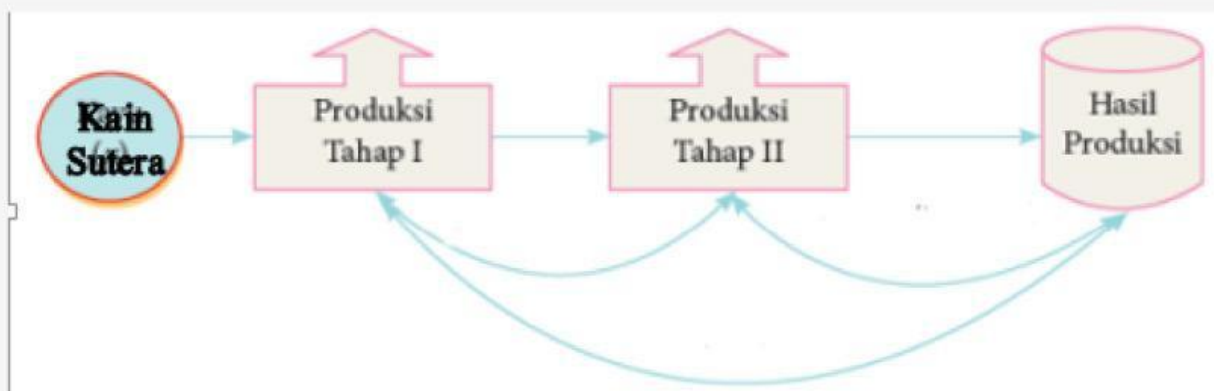 Kain
Sutera
Produksi
Tahap I
Produksi
Tahap II
Hasil
Produksi